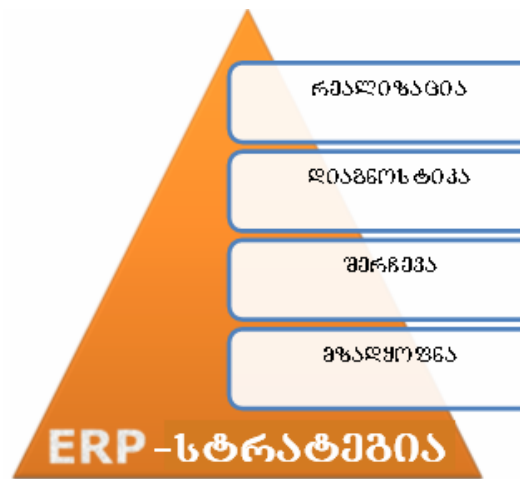 რეალიზაცია
დიაგნოსტიკა
შერჩევა
მზადყოფნა
ERP-სტრატეგია